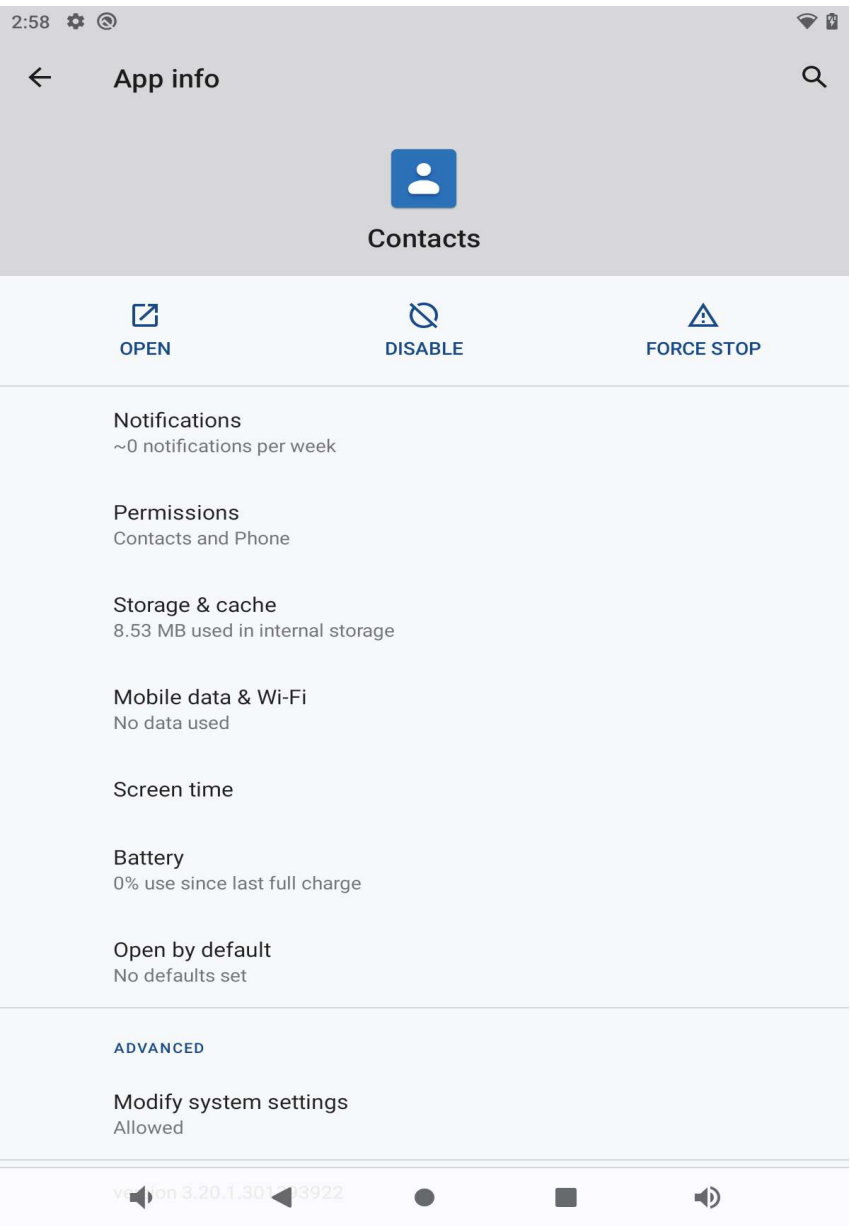 2:58
App info
Contacts
OPEN
DISABLE
FORCE STOP
Notifications
~0 notifications per week
Permissions
Contacts and Phone
Storage & cache
8.53 MB used in internal storage
Mobile data & Wi-Fi
No data used
Screen time
Battery
0% use since last full charge
Open by default
No defaults set
ADVANCED
Modify system settings
Allowed